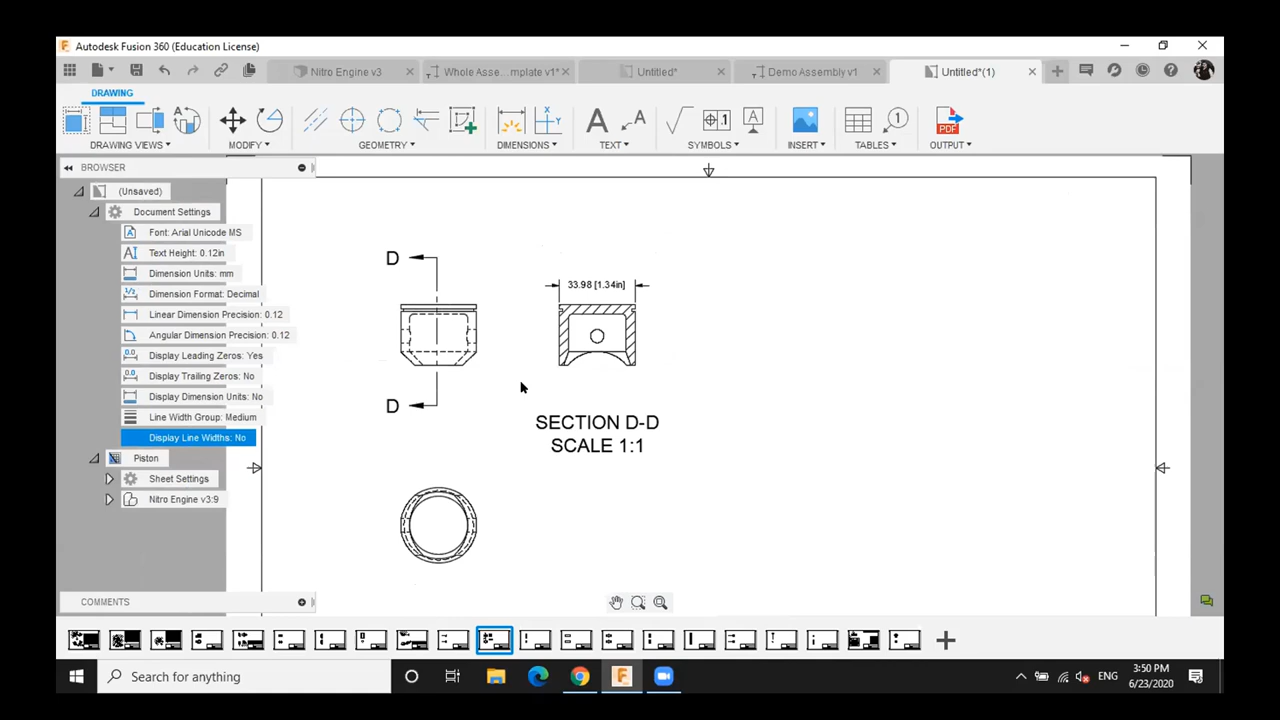 Autodesk Fusion 360 (Education License)
Nitro Engine v3
Whole Asse...mplate v1*
Untitled*
Demo Assembly v1
Untitled*(1)
DRAWING
DRAWING VIEWS
MODIFY
GEOMETRY
DIMENSIONS
TEXT
SYMBOLS
INSERT
TABLES
OUTPUT
PDF
BROWSER
(Unsaved)
Document Settings
Font: Arial Unicode MS
Text Height: 0.12in
Dimension Units: mm
Dimension Format: Decimal
Linear Dimension Precision: 0.12
Angular Dimension Precision: 0.12
Display Leading Zeros: Yes
Display Trailing Zeros: No
Display Dimension Units: No
Line Width Group: Medium
Display Line Widths: No
Piston
Sheet Settings
Nitro Engine v3:9
D
33.98 [1.34in]
D
SECTION D-D
SCALE 1:1
COMMENTS
Search for anything
ENG
3:50 PM
6/23/2020